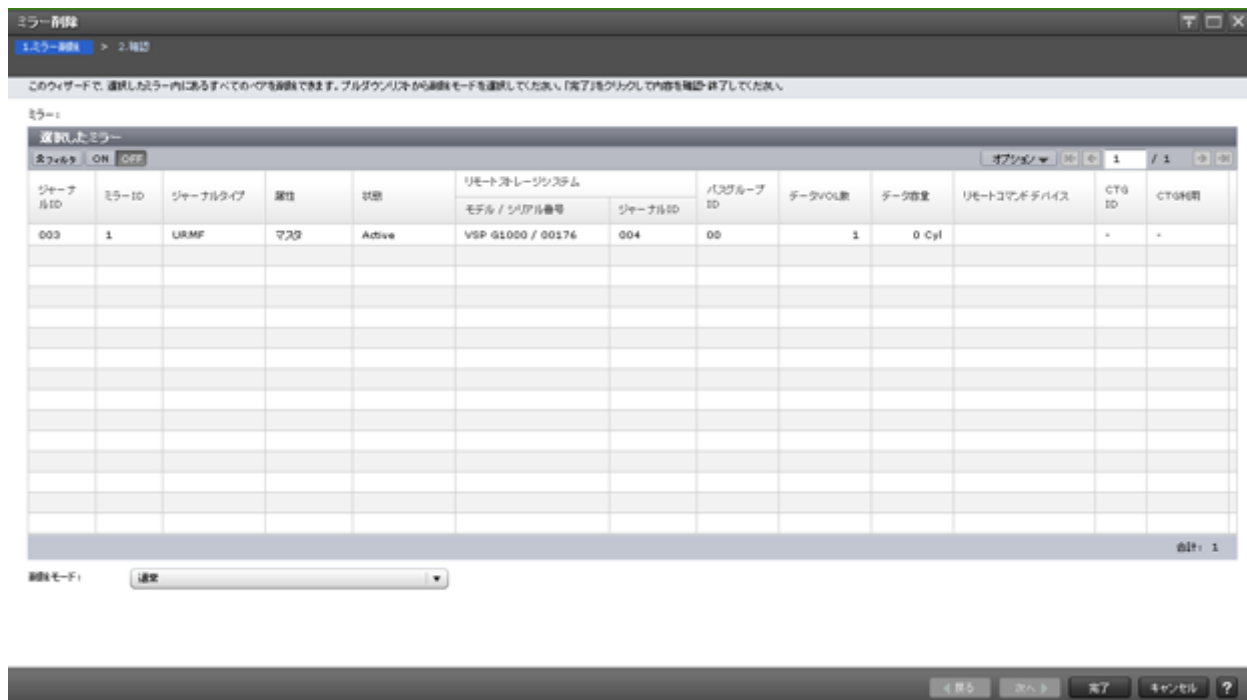 ミラー削除
1.ミラー削除 > 2.確認
このウィザードで、選択したミラー内にあるすべてのペアを削除できます。プルダウンリストから削除モードを選択してください。「完了」をクリックして内容を確認・終了してください。
ミラー:
選択したミラー
全フィルタ ON OFF オプション 1 / 1
ジャーナルID ミラーID ジャーナルタイプ 属性 状態 リモートストレージシステム モデル / シリアル番号 ジャーナルID パスグループID データVOL数 データ容量 リモートコマンドデバイス CTG ID CTG利用
003 1 URMF マスタ Active VSP G1000 / 00176 004 00 1 0 Cyl - -
合計: 1
削除モード: 通常
戻る 次へ 完了 キャンセル ?